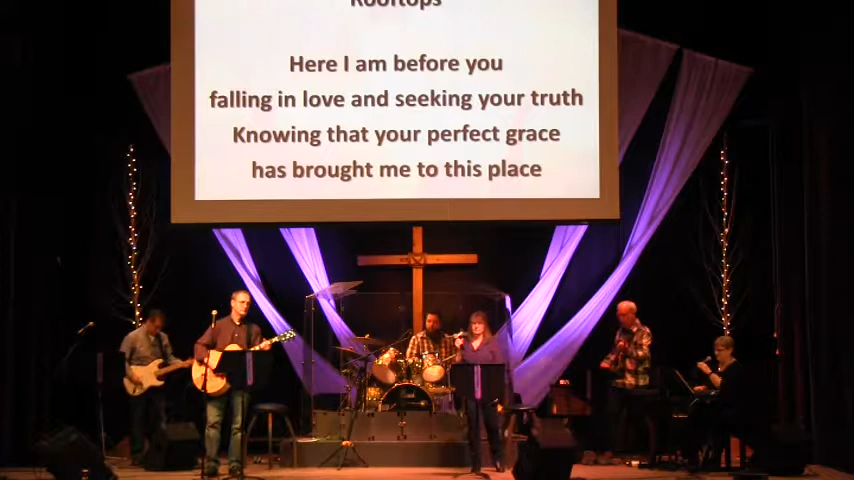 Rooftops
Here I am before you
falling in love and seeking your truth
Knowing that your perfect grace
has brought me to this place